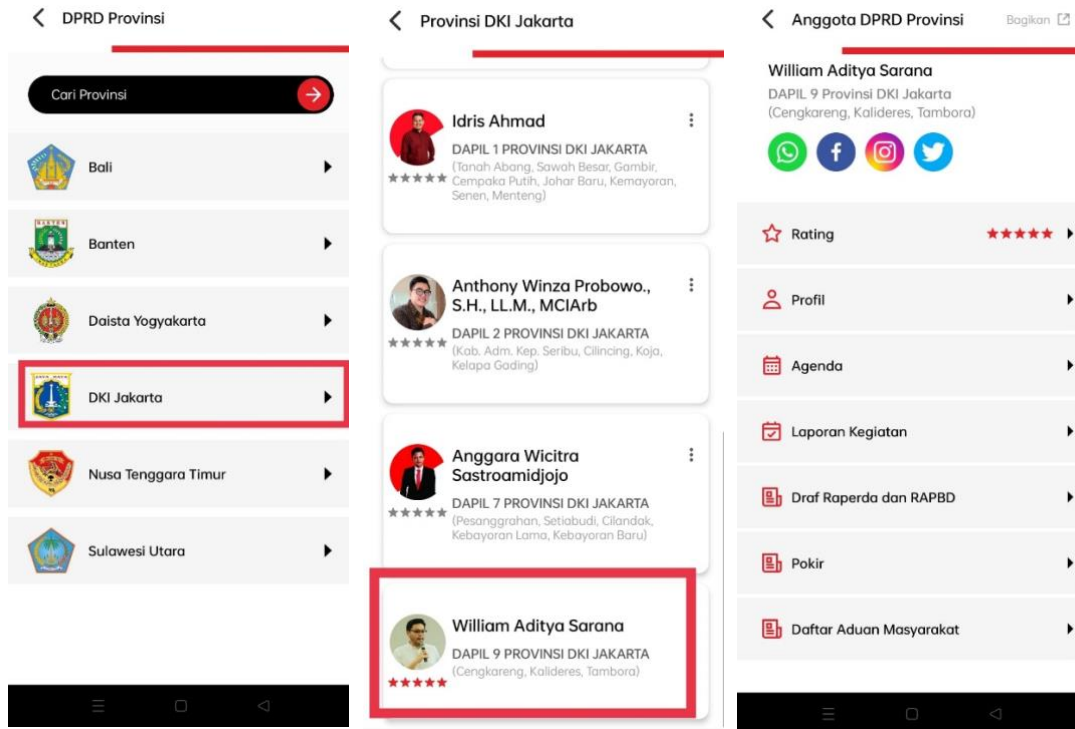 DPRD Provinsi
Cari Provinsi
Bali
Banten
Daista Yogyakarta
DKI Jakarta
Nusa Tenggara Timur
Sulawesi Utara
Provinsi DKI Jakarta
Idris Ahmad
DAPIL 1 PROVINSI DKI JAKARTA
(Tanah Abang, Sawah Besar, Gambir,
Cempaka Putih, Johar Baru, Kemayoran,
Senen, Menteng)
Anthony Winza Probowo.,
S.H., LL.M., MCIArb
DAPIL 2 PROVINSI DKI JAKARTA
(Kab. Adm. Kep. Seribu, Cilincing, Koja,
Kelapa Gading)
Anggara Wicitra
Sastroamidjojo
DAPIL 7 PROVINSI DKI JAKARTA
(Pesanggrahan, Setiabudi, Cilandak,
Kebayoran Lama, Kebayoran Baru)
William Aditya Sarana
DAPIL 9 PROVINSI DKI JAKARTA
(Cengkareng, Kalideres, Tambora)
Anggota DPRD Provinsi
Bagikan
William Aditya Sarana
DAPIL 9 Provinsi DKI Jakarta
(Cengkareng, Kalideres, Tambora)
Rating
Profil
Agenda
Laporan Kegiatan
Draf Raperda dan RAPBD
Pokir
Daftar Aduan Masyarakat